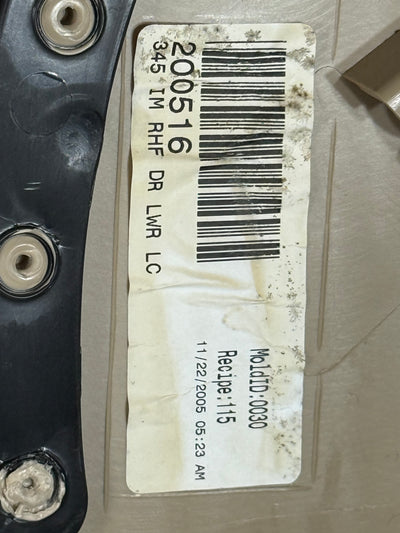 200516
345 IM RHF DR LWR LC
MoldID:0030
Recipe:115
11/22/2005 05:23 AM